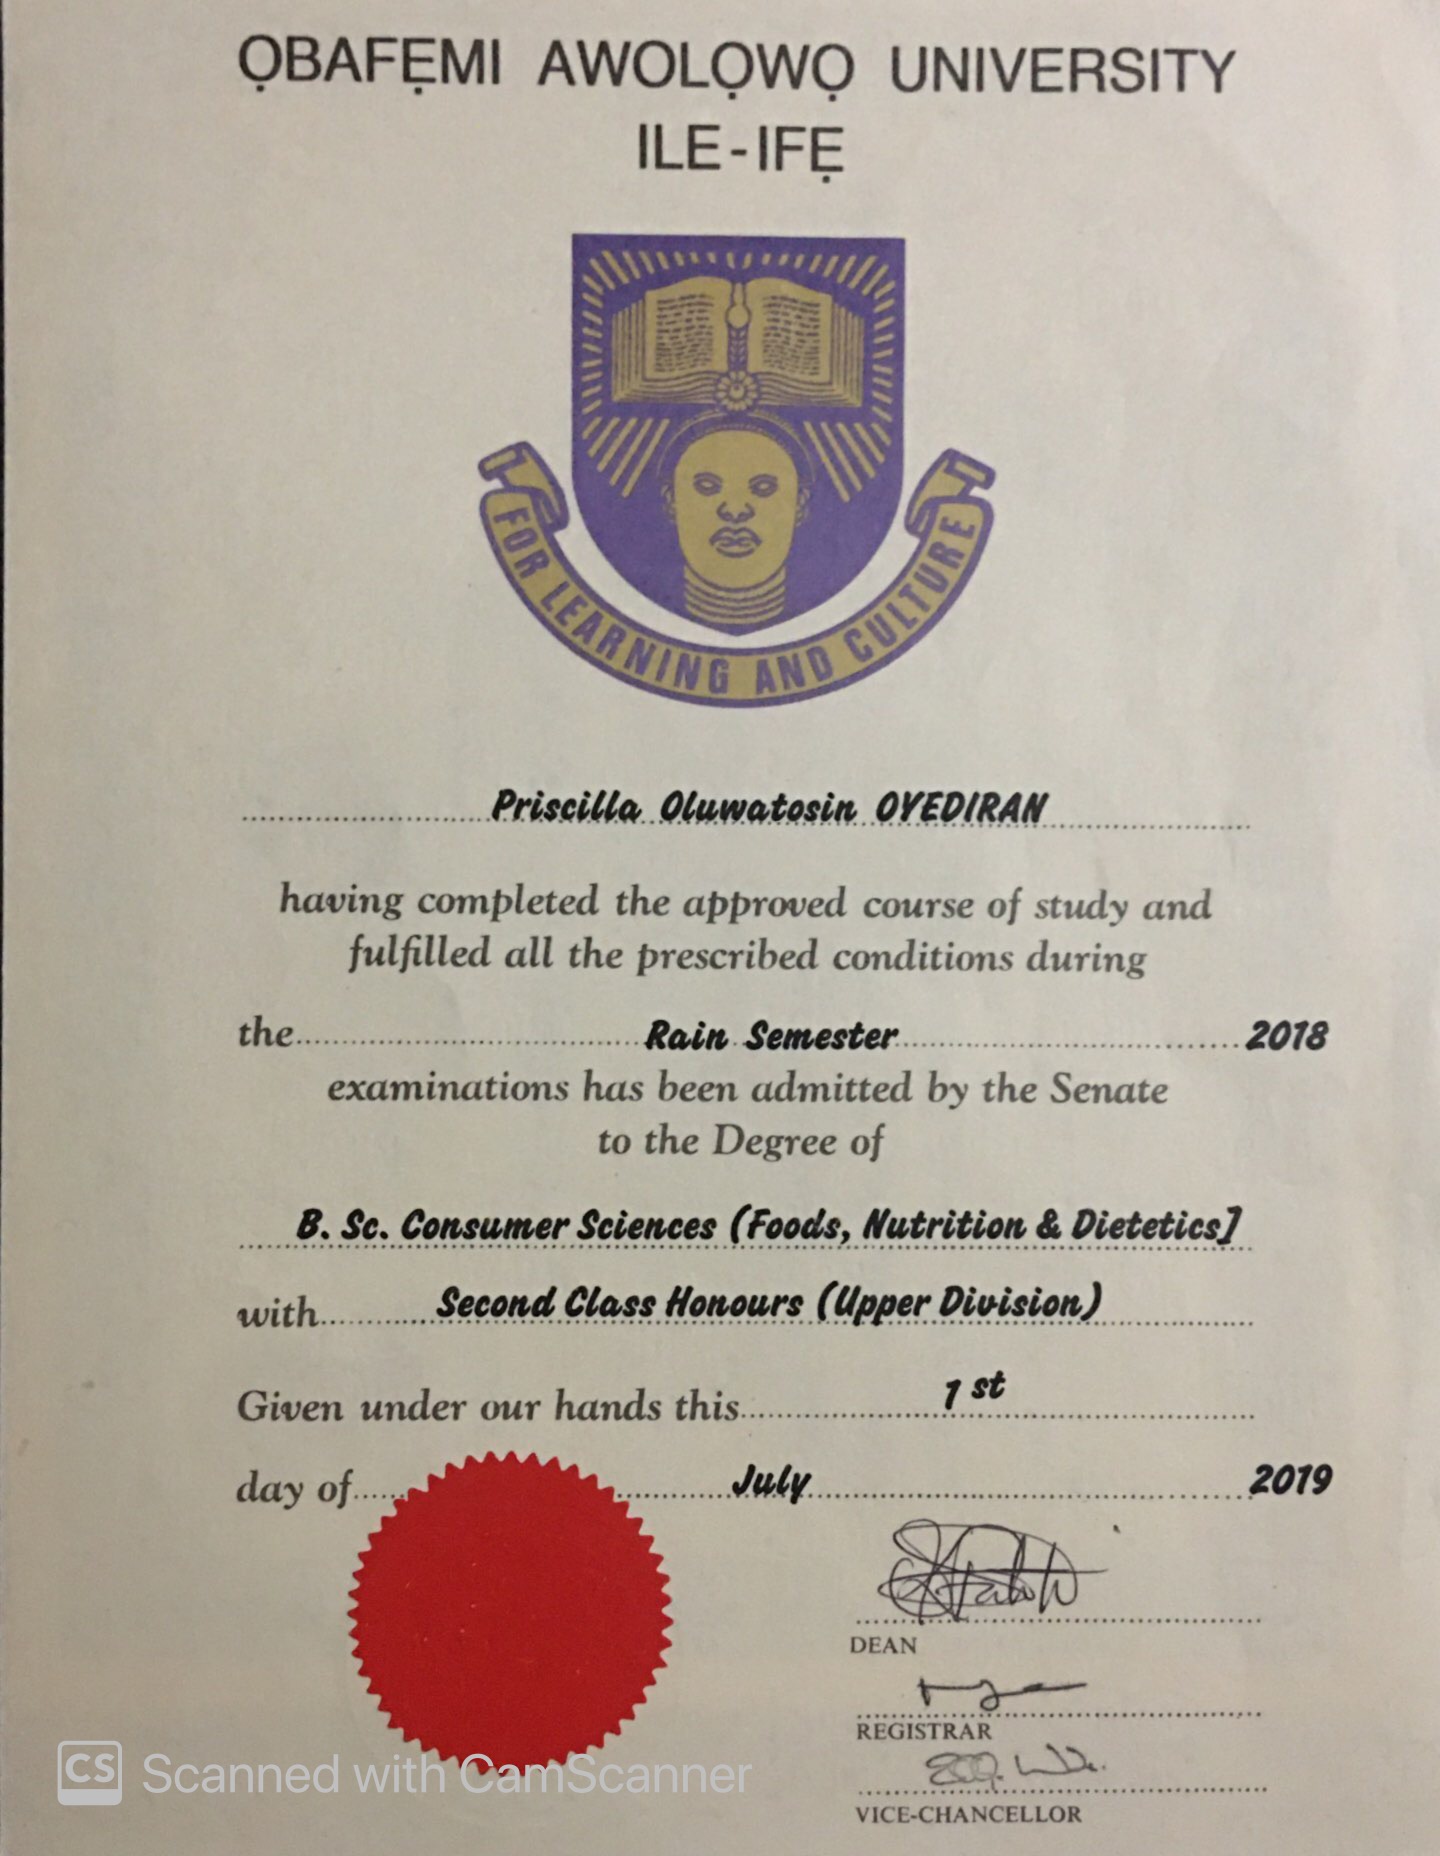 ỌBAFẸMI AWOLỌWỌ UNIVERSITY
ILE-IFẸ
FOR LEARNING AND CULTURE
Priscilla Oluwatosin OYEDIRAN
having completed the approved course of study and
fulfilled all the prescribed conditions during
the Rain Semester 2018
examinations has been admitted by the Senate
to the Degree of
B. Sc. Consumer Sciences (Foods, Nutrition & Dietetics]
with Second Class Honours (Upper Division)
Given under our hands this 1st
day of July 2019
DEAN
REGISTRAR
VICE-CHANCELLOR
CS Scanned with CamScanner